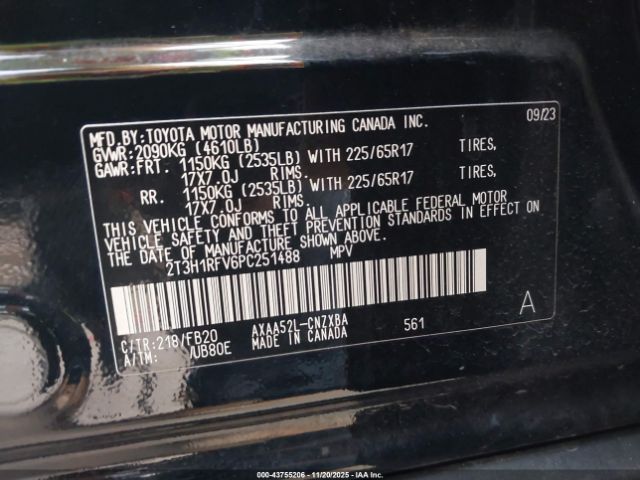 MFD.BY:TOYOTA MOTOR MANUFACTURING CANADA INC. 09/23
GVWR:2090KG (4610LB)
GAWR:FRT. 1150KG (2535LB) WITH 225/65R17 TIRES,
17X7.0J RIMS.
RR. 1150KG (2535LB) WITH 225/65R17 TIRES,
17X7.0J RIMS.
THIS VEHICLE CONFORMS TO ALL APPLICABLE FEDERAL MOTOR
VEHICLE SAFETY AND THEFT PREVENTION STANDARDS IN EFFECT ON
THE DATE OF MANUFACTURE SHOWN ABOVE.
2T3H1RFV6PC251488 MPV
C/TR:218/FB20 AXAA52L-CNZXBA 561 A
A/TM: /UB80E MADE IN CANADA
000-43755206 - 11/20/2025 - IAA, Inc.